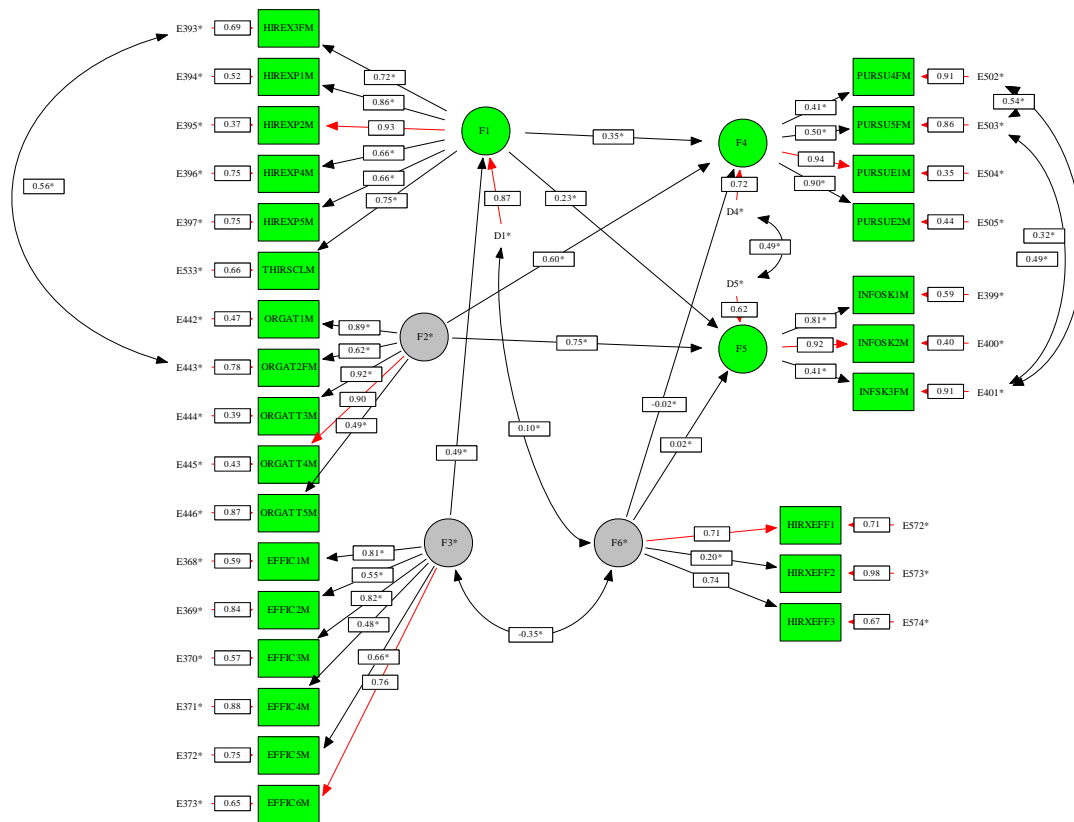 E393* 0.69 HIREX3FM
E394* 0.52 HIREXP1M
E395* 0.37 HIREXP2M
E396* 0.75 HIREXP4M
E397* 0.75 HIREXP5M
E533* 0.66 THIRSCLM
E442* 0.47 ORGAT1M
E443* 0.78 ORGAT2FM
E444* 0.39 ORGATT3M
E445* 0.43 ORGATT4M
E446* 0.87 ORGATT5M
E368* 0.59 EFFIC1M
E369* 0.84 EFFIC2M
E370* 0.57 EFFIC3M
E371* 0.88 EFFIC4M
E372* 0.75 EFFIC5M
E373* 0.65 EFFIC6M
0.56*
0.72*
0.86*
0.93
0.66*
0.66*
0.75*
F1
0.87
D1*
0.35*
0.23*
0.89*
0.62*
0.92*
0.90
0.49*
F2*
0.60*
0.75*
0.49*
0.10*
0.81*
0.55*
0.82*
0.48*
0.66*
0.76
F3*
-0.35*
F6*
-0.02*
0.02*
0.71
0.20*
0.74
F4
0.72
D4*
0.49*
D5*
0.62
F5
0.41*
0.50*
0.94
0.90*
0.81*
0.92
0.41*
PURSU4FM 0.91 E502*
PURSU5FM 0.86 E503*
PURSUE1M 0.35 E504*
PURSUE2M 0.44 E505*
INFOSK1M 0.59 E399*
INFOSK2M 0.40 E400*
INFSK3FM 0.91 E401*
0.54*
0.32*
0.49*
HIRXEFF1 0.71 E572*
HIRXEFF2 0.98 E573*
HIRXEFF3 0.67 E574*